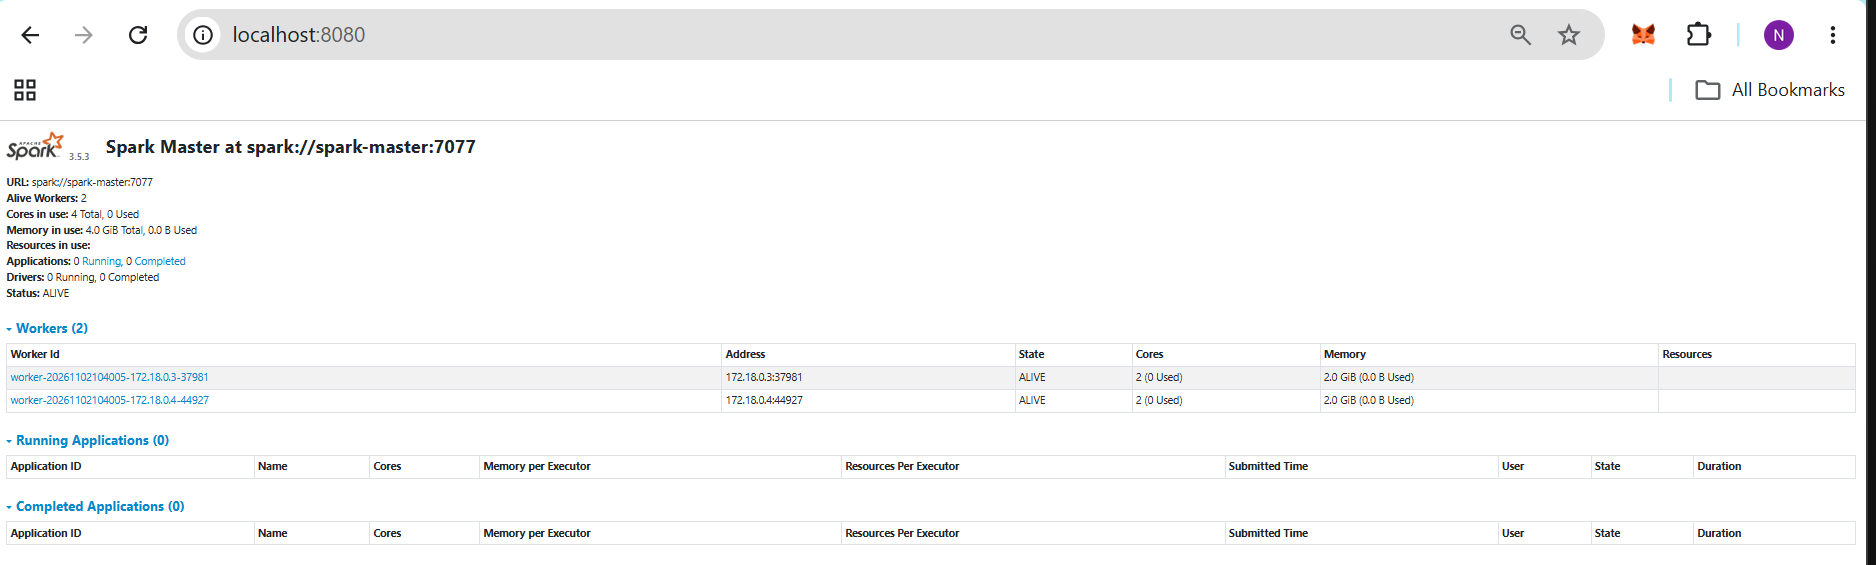 localhost:8080
N
All Bookmarks
APACHE
Spark 3.5.3 Spark Master at spark://spark-master:7077
URL: spark://spark-master:7077
Alive Workers: 2
Cores in use: 4 Total, 0 Used
Memory in use: 4.0 GiB Total, 0.0 B Used
Resources in use:
Applications: 0 Running, 0 Completed
Drivers: 0 Running, 0 Completed
Status: ALIVE
Workers (2)
Worker Id Address State Cores Memory Resources
worker-20261102104005-172.18.0.3-37981 172.18.0.3:37981 ALIVE 2 (0 Used) 2.0 GiB (0.0 B Used)
worker-20261102104005-172.18.0.4-44927 172.18.0.4:44927 ALIVE 2 (0 Used) 2.0 GiB (0.0 B Used)
Running Applications (0)
Application ID Name Cores Memory per Executor Resources Per Executor Submitted Time User State Duration
Completed Applications (0)
Application ID Name Cores Memory per Executor Resources Per Executor Submitted Time User State Duration